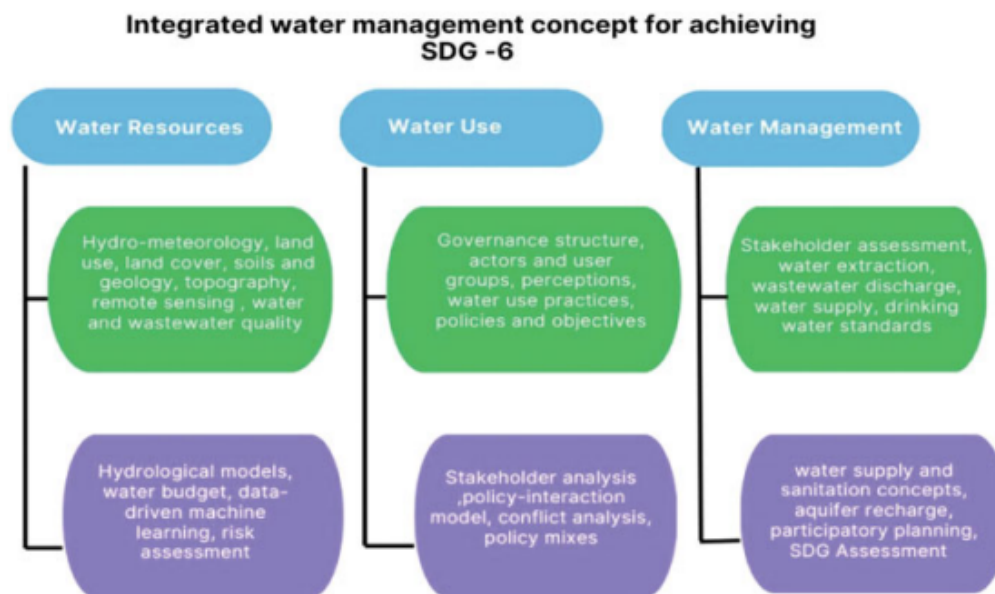 Integrated water management concept for achieving
SDG -6
Water Resources
Water Use
Water Management
Hydro-meteorology, land
use, land cover, soils and
geology, topography,
remote sensing , water
and wastewater quality
Governance structure,
actors and user
groups, perceptions,
water use practices,
policies and objectives
Stakeholder assessment,
water extraction,
wastewater discharge,
water supply, drinking
water standards
Hydrological models,
water budget, data-
driven machine
learning, risk
assessment
Stakeholder analysis
,policy-interaction
model, conflict analysis,
policy mixes
water supply and
sanitation concepts,
aquifer recharge,
participatory planning,
SDG Assessment